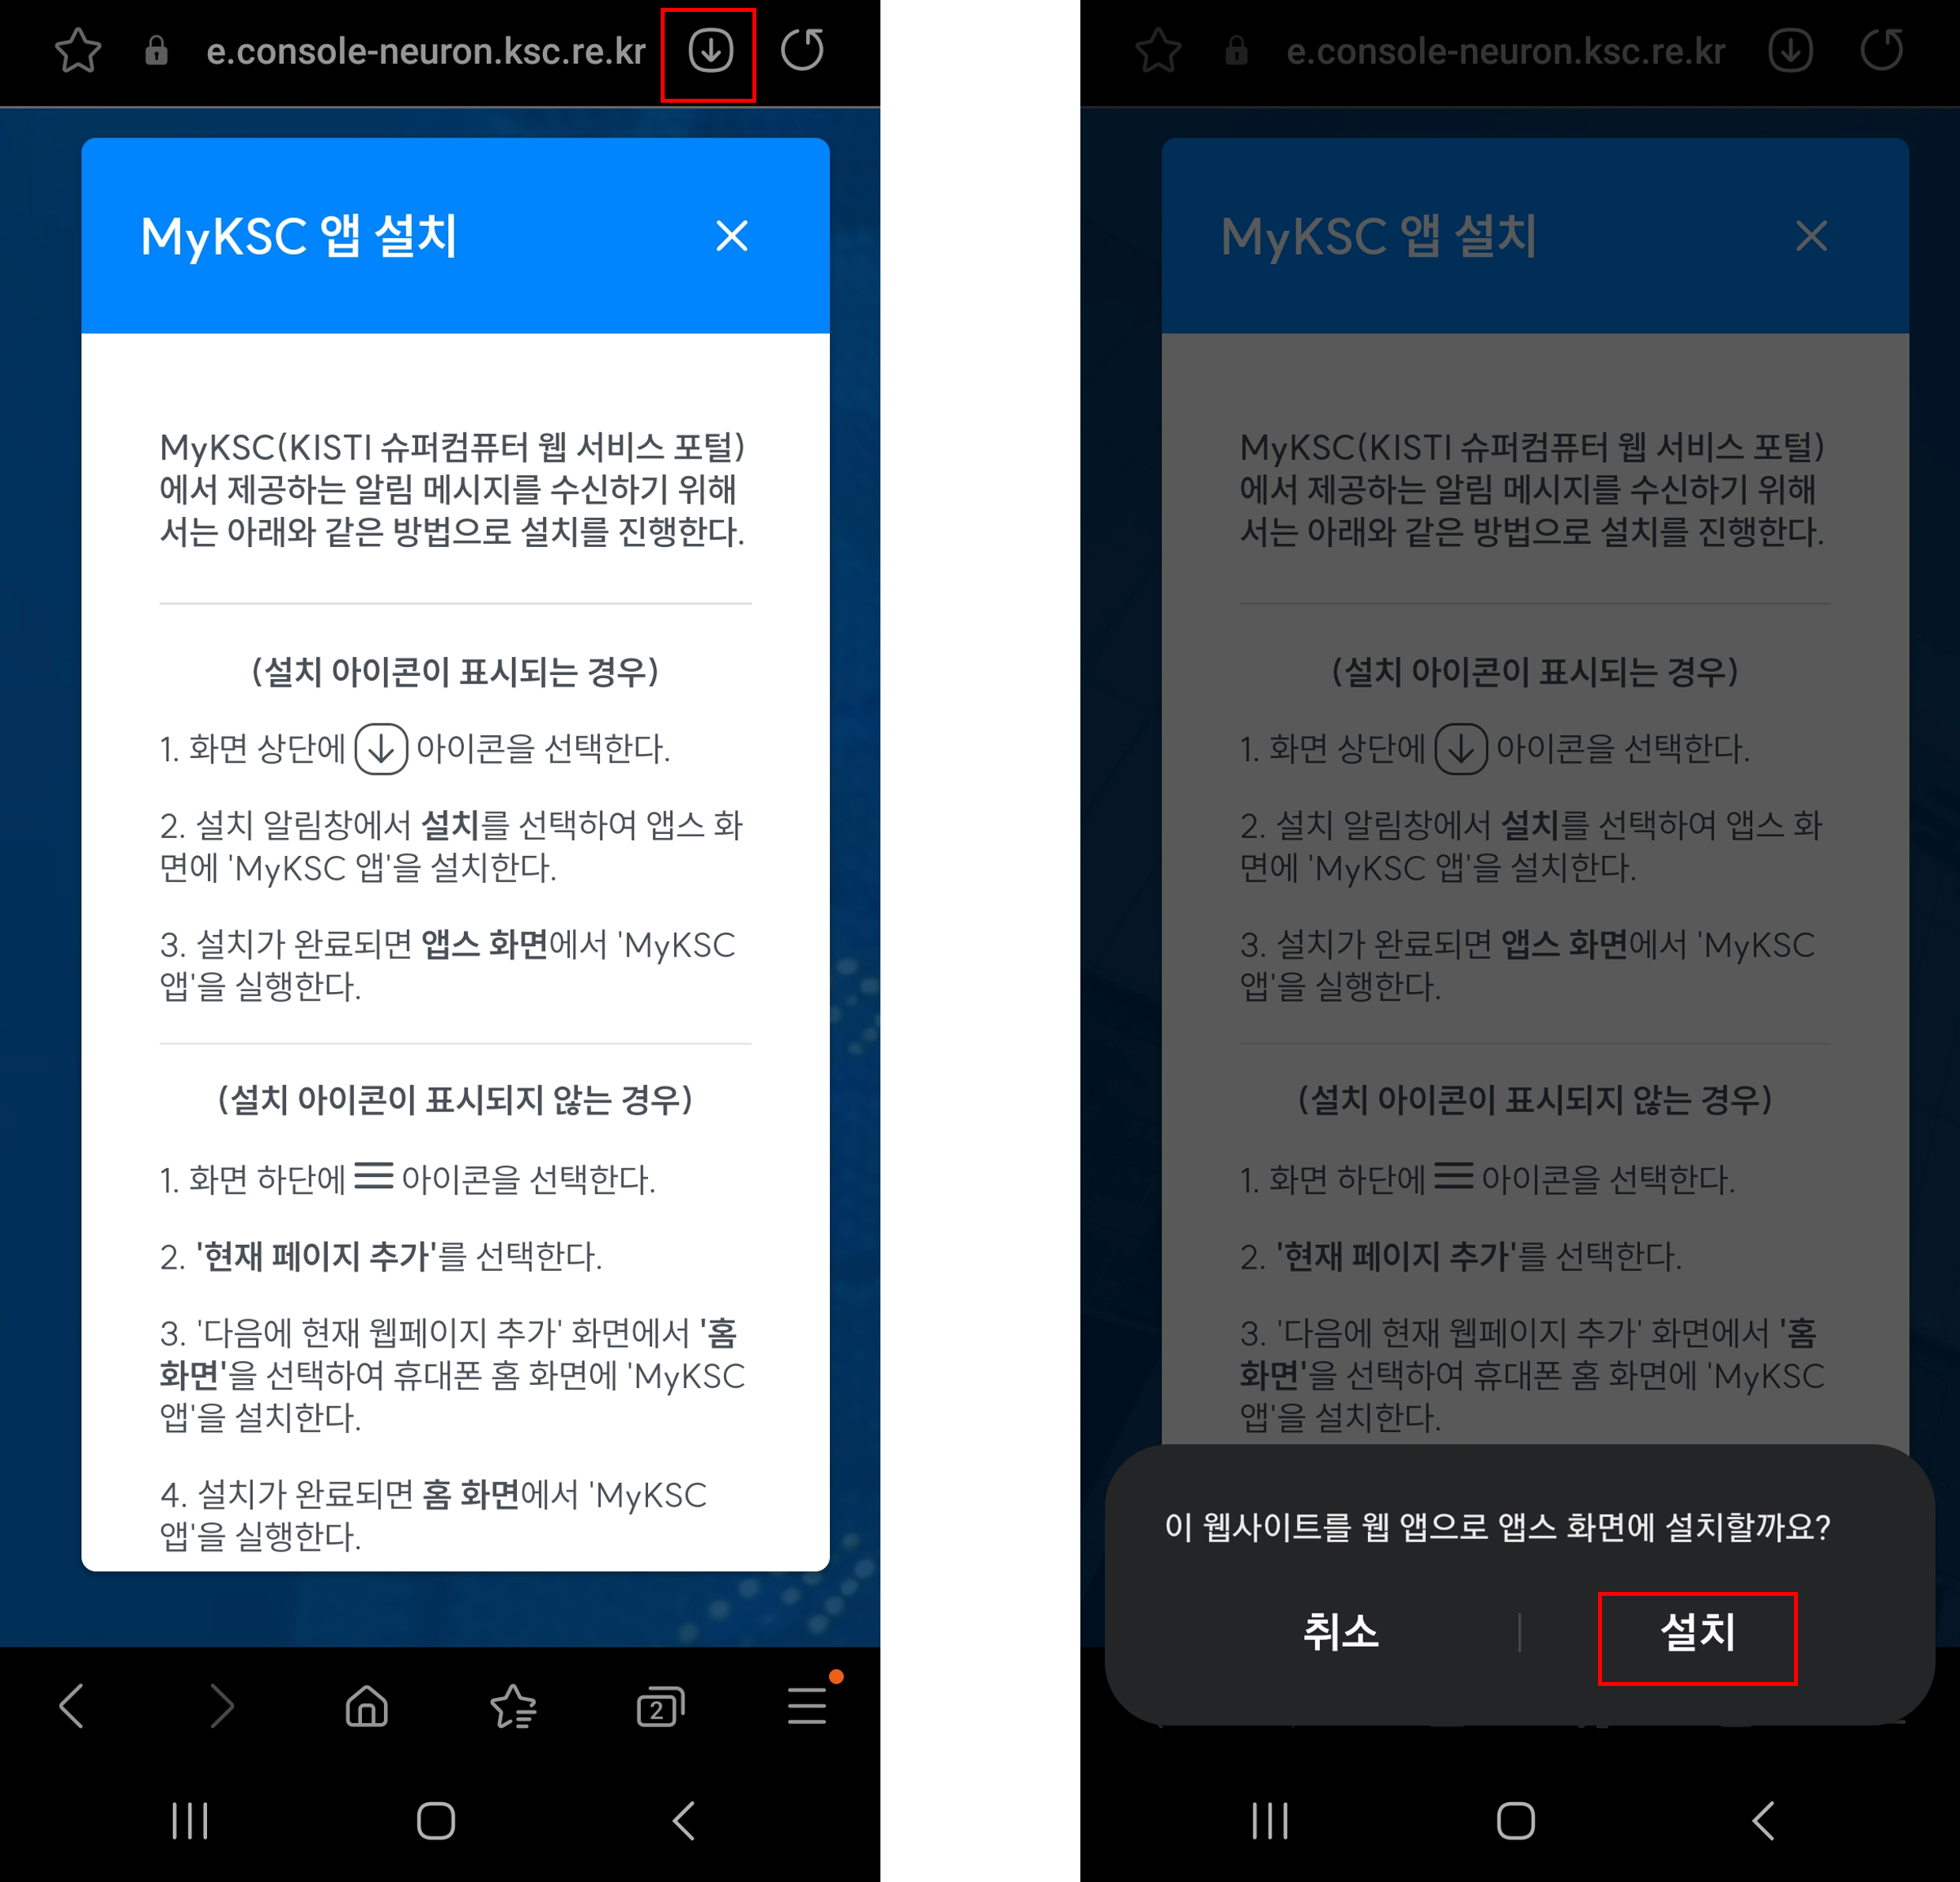 e.console-neuron.ksc.re.kr
MyKSC 앱 설치
MyKSC(KISTI 슈퍼컴퓨터 웹 서비스 포털)
에서 제공하는 알림 메시지를 수신하기 위해
서는 아래와 같은 방법으로 설치를 진행한다.
(설치 아이콘이 표시되는 경우)
1. 화면 상단에 아이콘을 선택한다.
2. 설치 알림창에서 설치를 선택하여 앱스 화
면에 'MyKSC 앱'을 설치한다.
3. 설치가 완료되면 앱스 화면에서 'MyKSC
앱'을 실행한다.
(설치 아이콘이 표시되지 않는 경우)
1. 화면 하단에 아이콘을 선택한다.
2. '현재 페이지 추가'를 선택한다.
3. '다음에 현재 웹페이지 추가' 화면에서 '홈
화면'을 선택하여 휴대폰 홈 화면에 'MyKSC
앱'을 설치한다.
4. 설치가 완료되면 홈 화면에서 'MyKSC
앱'을 실행한다.
2
e.console-neuron.ksc.re.kr
MyKSC 앱 설치
MyKSC(KISTI 슈퍼컴퓨터 웹 서비스 포털)
에서 제공하는 알림 메시지를 수신하기 위해
서는 아래와 같은 방법으로 설치를 진행한다.
(설치 아이콘이 표시되는 경우)
1. 화면 상단에 아이콘을 선택한다.
2. 설치 알림창에서 설치를 선택하여 앱스 화
면에 'MyKSC 앱'을 설치한다.
3. 설치가 완료되면 앱스 화면에서 'MyKSC
앱'을 실행한다.
(설치 아이콘이 표시되지 않는 경우)
1. 화면 하단에 아이콘을 선택한다.
2. '현재 페이지 추가'를 선택한다.
3. '다음에 현재 웹페이지 추가' 화면에서 '홈
화면'을 선택하여 휴대폰 홈 화면에 'MyKSC
앱'을 설치한다.
이 웹사이트를 웹 앱으로 앱스 화면에 설치할까요?
취소
설치